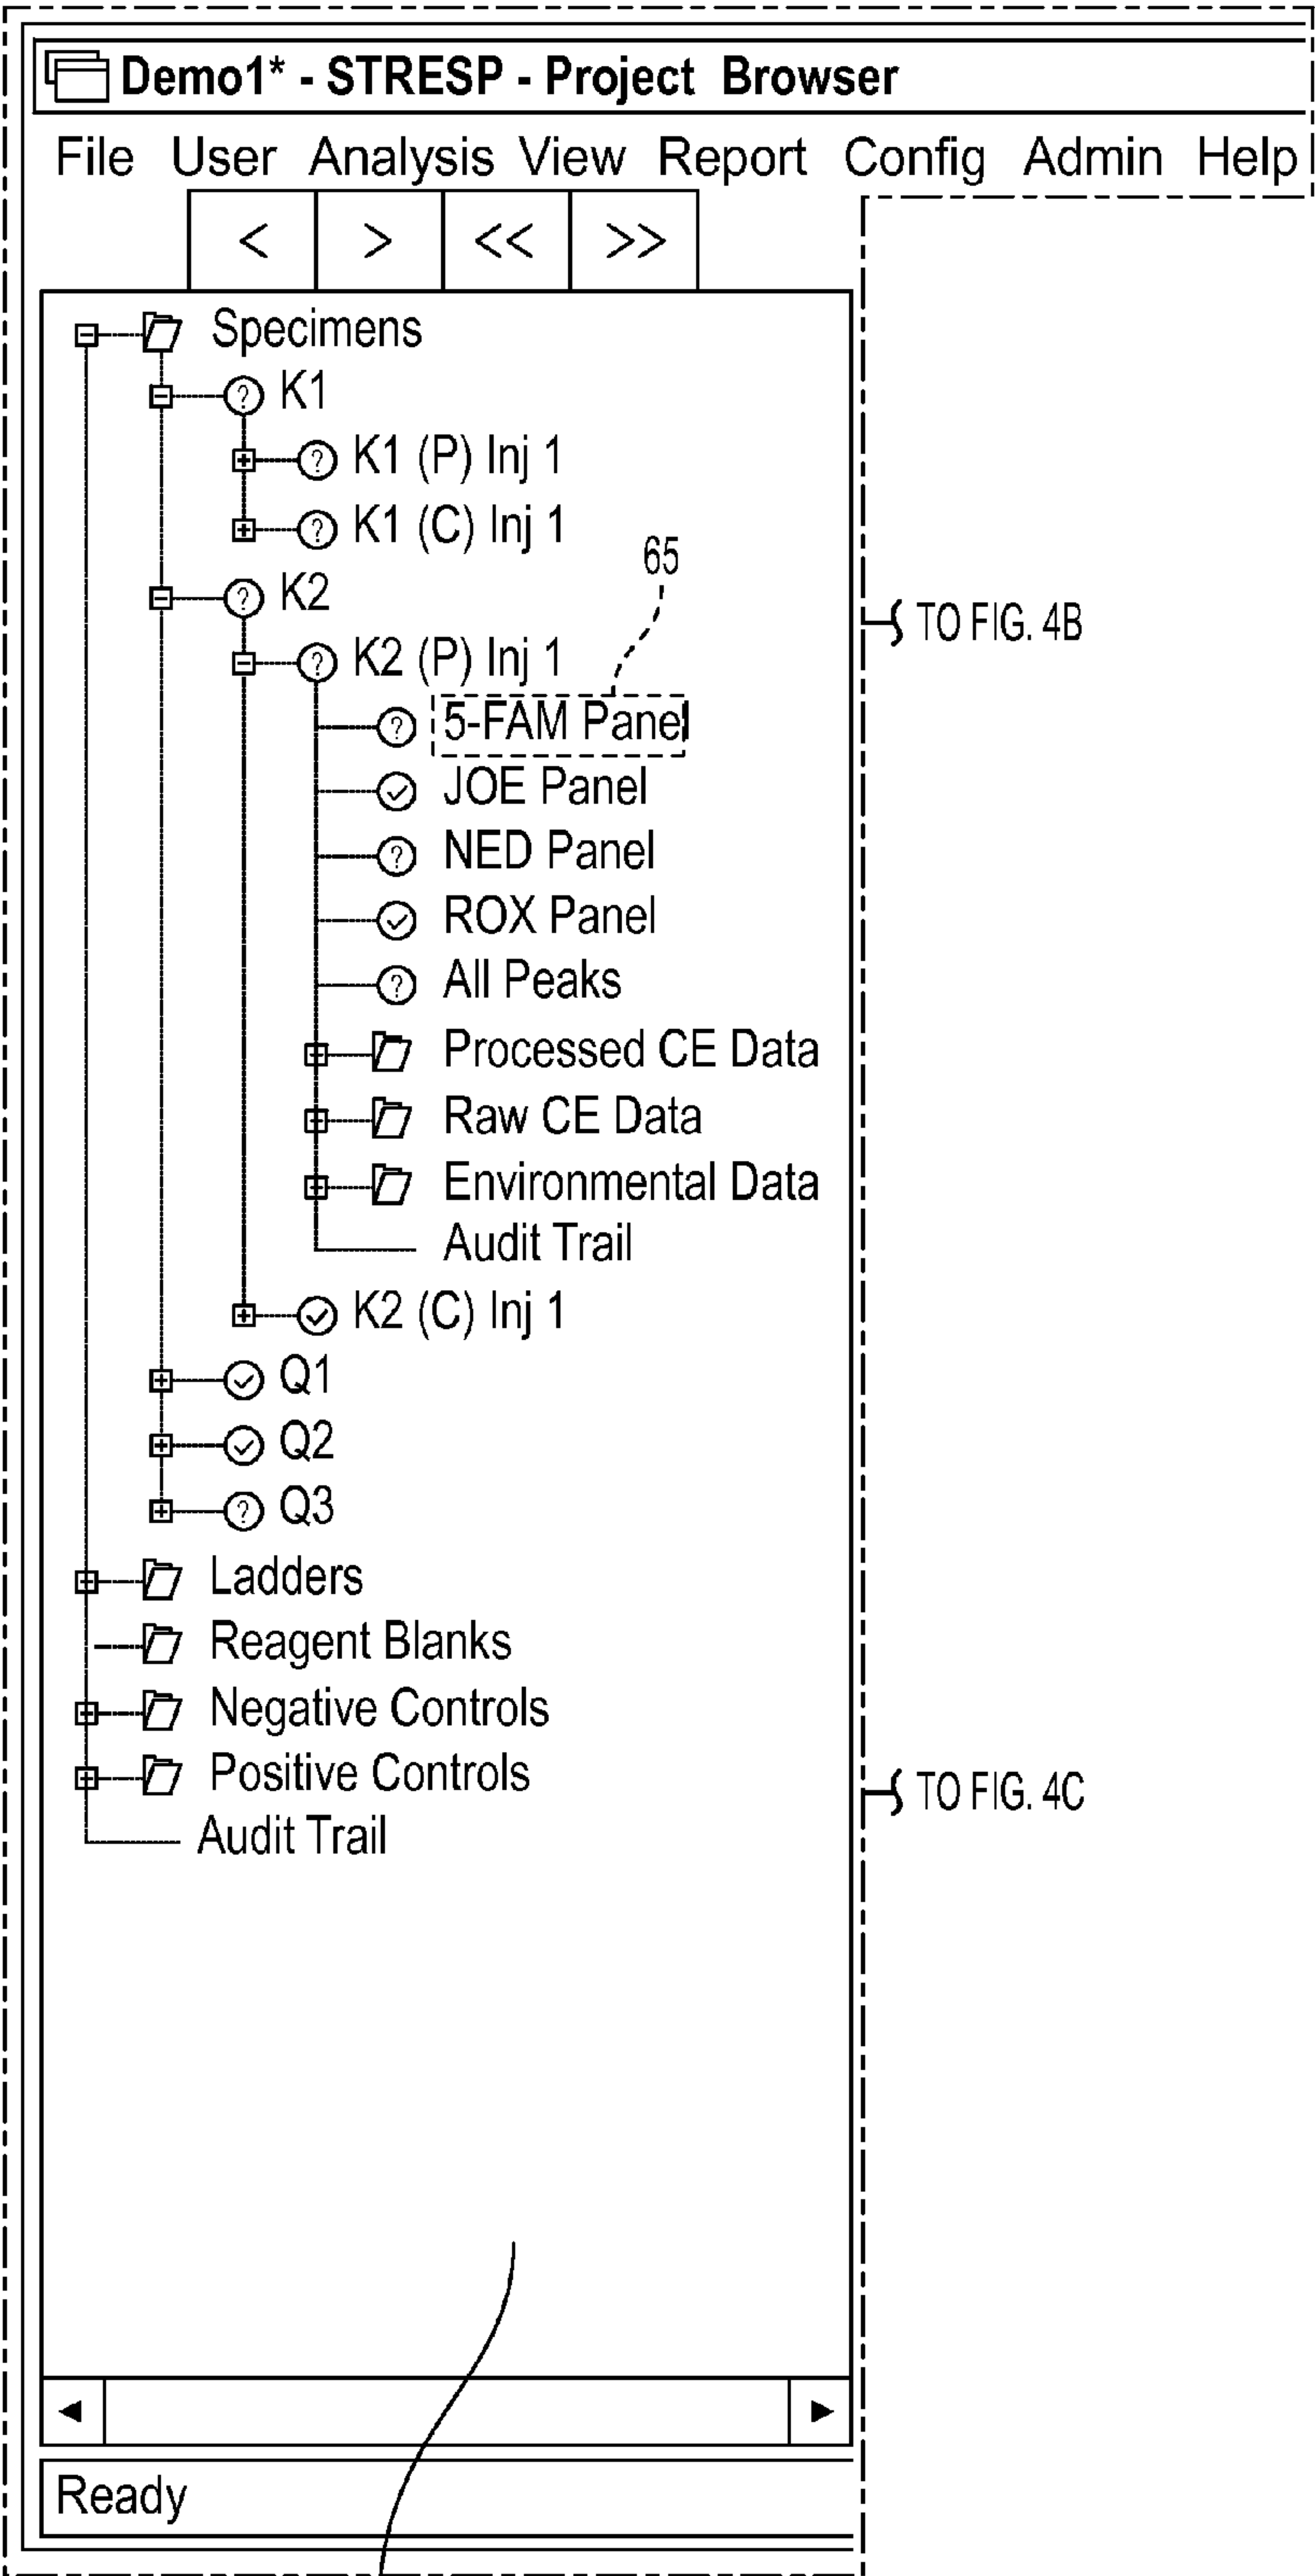 Demo1* - STRESP - Project Browser
File User Analysis View Report Config Admin Help
< > << >>
Specimens
? K1
? K1 (P) Inj 1
? K1 (C) Inj 1
65
? K2
TO FIG. 4B
? K2 (P) Inj 1
? 5-FAM Panel
JOE Panel
? NED Panel
ROX Panel
? All Peaks
Processed CE Data
Raw CE Data
Environmental Data
Audit Trail
K2 (C) Inj 1
Q1
Q2
? Q3
Ladders
Reagent Blanks
Negative Controls
Positive Controls
TO FIG. 4C
Audit Trail
Ready